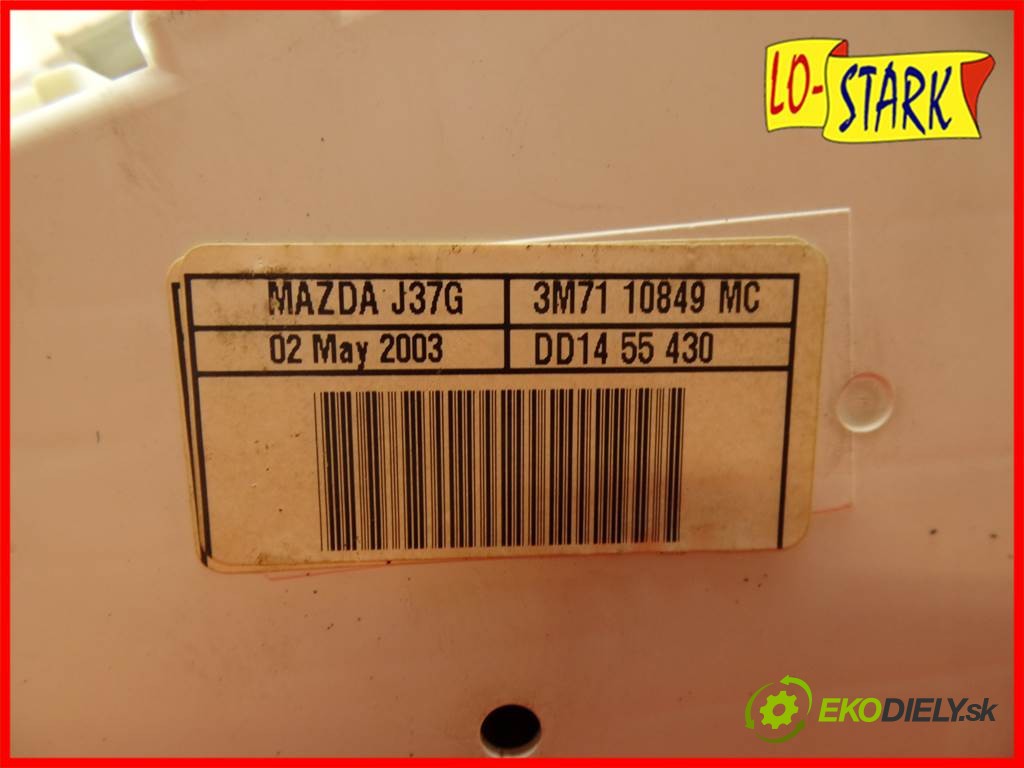 LO-STARK
MAZDA J37G 3M71 10849 MC
02 May 2003 DD14 55 430
EKODIELY.sk